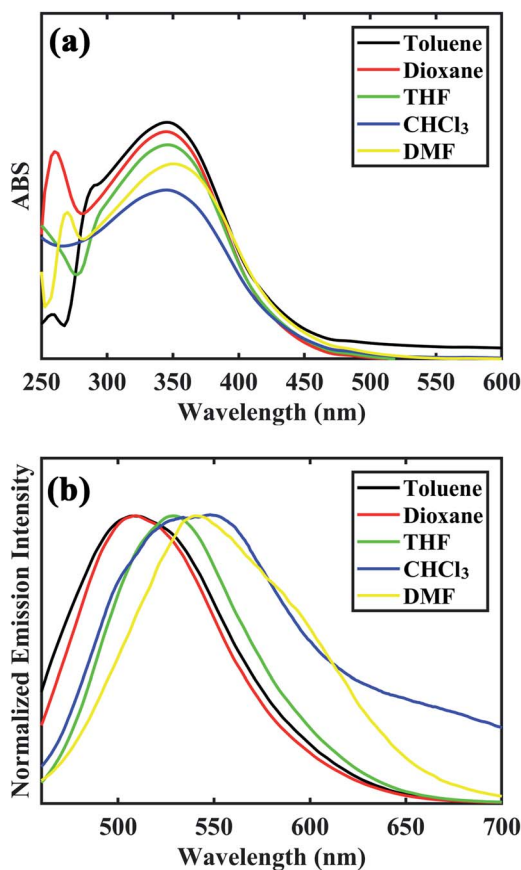 (a)
Toluene
Dioxane
THF
CHCl₃
DMF
ABS
250 300 350 400 450 500 550 600
Wavelength (nm)
(b)
Toluene
Dioxane
THF
CHCl₃
DMF
Normalized Emission Intensity
500 550 600 650 700
Wavelength (nm)